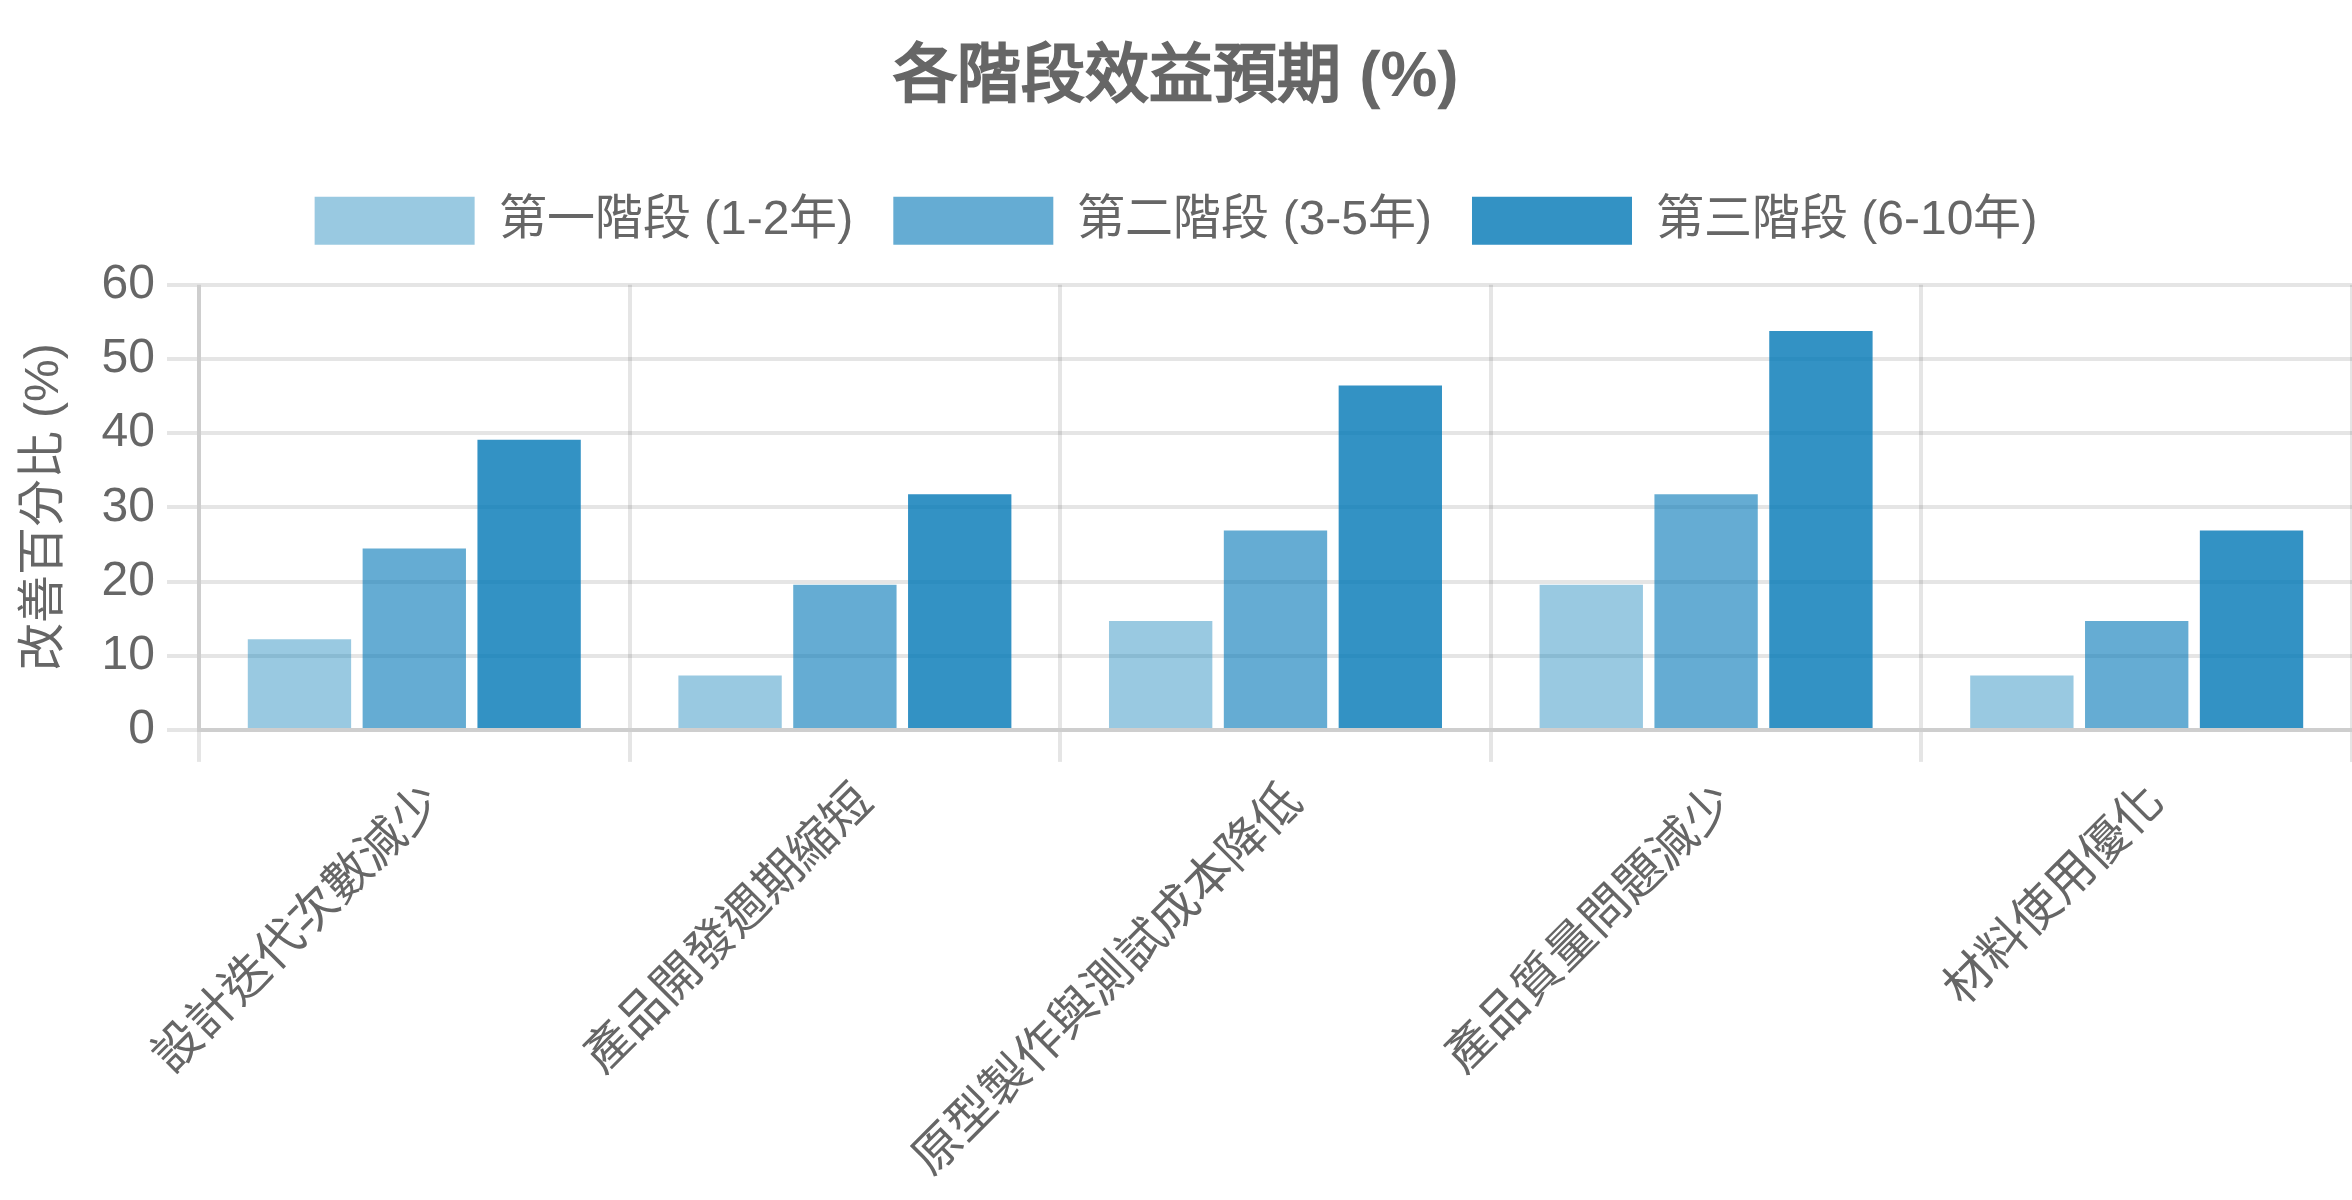 各階段效益預期 (%)
第一階段 (1-2年)
第二階段 (3-5年)
第三階段 (6-10年)
改善百分比 (%)
60
50
40
30
20
10
0
設計迭代次數減少
產品開發週期縮短
原型製作與測試成本降低
產品質量問題減少
材料使用優化